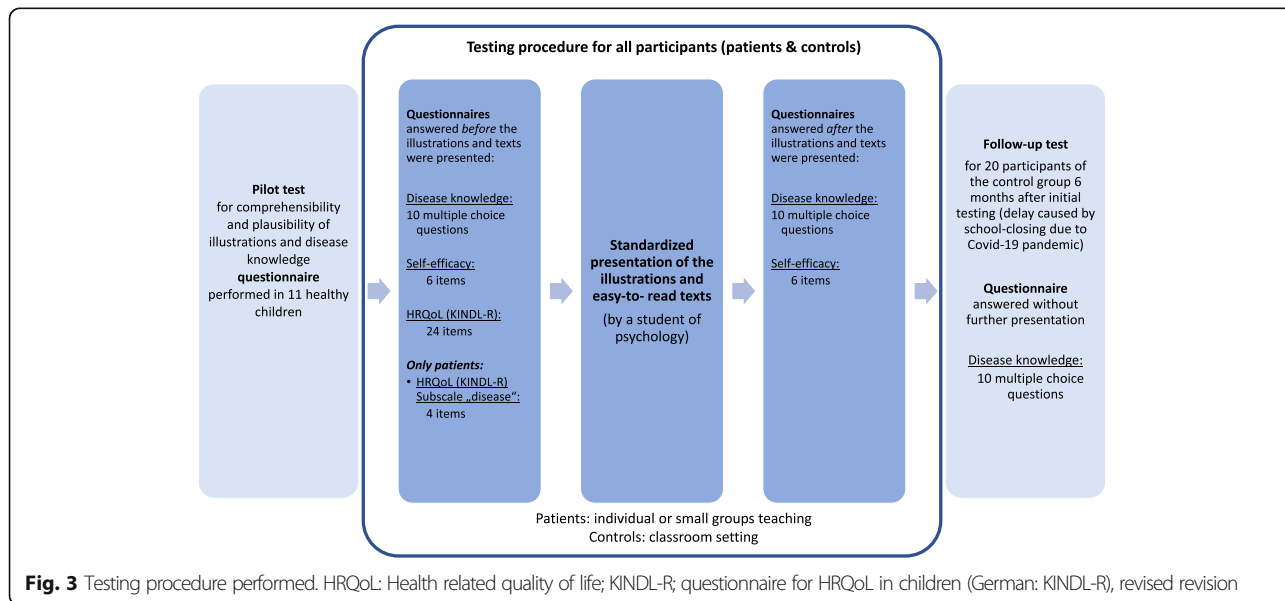 Testing procedure for all participants (patients & controls)
Pilot test
for comprehensibility
and plausibility of
illustrations and disease
knowledge
questionnaire
performed in 11 healthy
children
Questionnaires
answered before the
illustrations and texts
were presented:
Disease knowledge:
10 multiple choice
questions
Self-efficacy:
6 items
HRQoL (KINDL-R):
24 items
Only patients:
• HRQoL (KINDL-R)
Subscale „disease“:
4 items
Standardized
presentation of the
illustrations and
easy-to- read texts
(by a student of
psychology)
Questionnaires
answered after the
illustrations and texts
were presented:
Disease knowledge:
10 multiple choice
questions
Self-efficacy:
6 items
Follow-up test
for 20 participants of
the control group 6
months after initial
testing (delay caused by
school-closing due to
Covid-19 pandemic)
Questionnaire
answered without
further presentation
Disease knowledge:
10 multiple choice
questions
Patients: individual or small groups teaching
Controls: classroom setting
Fig. 3 Testing procedure performed. HRQoL: Health related quality of life; KINDL-R; questionnaire for HRQoL in children (German: KINDL-R), revised revision